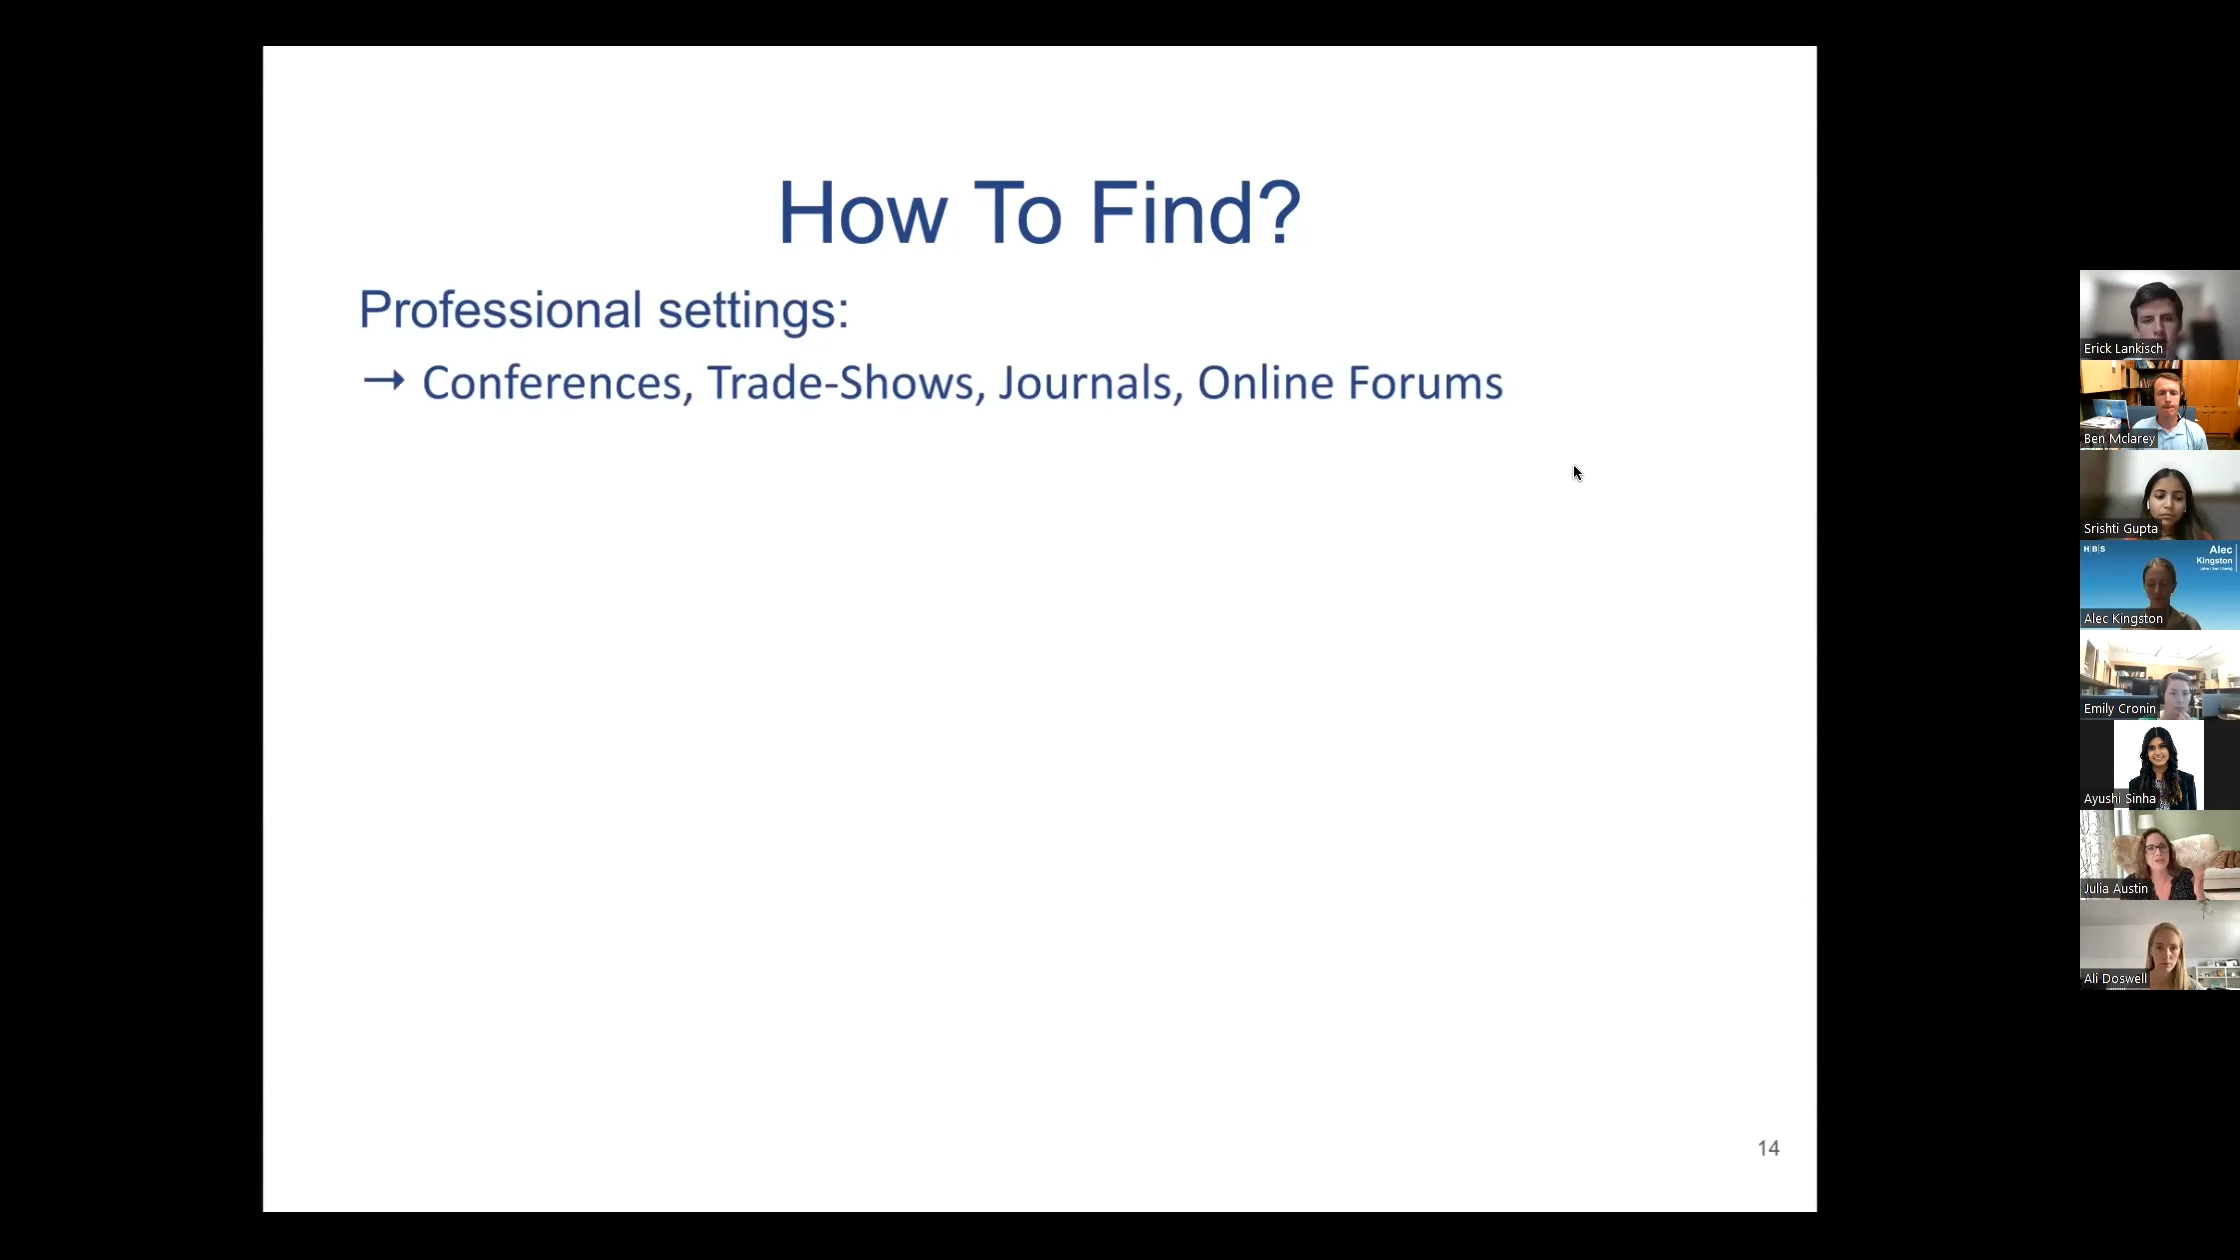 How To Find?
Professional settings:
→ Conferences, Trade-Shows, Journals, Online Forums
14
Erick Lankisch
Ben Mclarey
Srishti Gupta
H|B|S
Alec
Kingston
Alec Kingston
Emily Cronin
Ayushi Sinha
Julia Austin
Ali Doswell